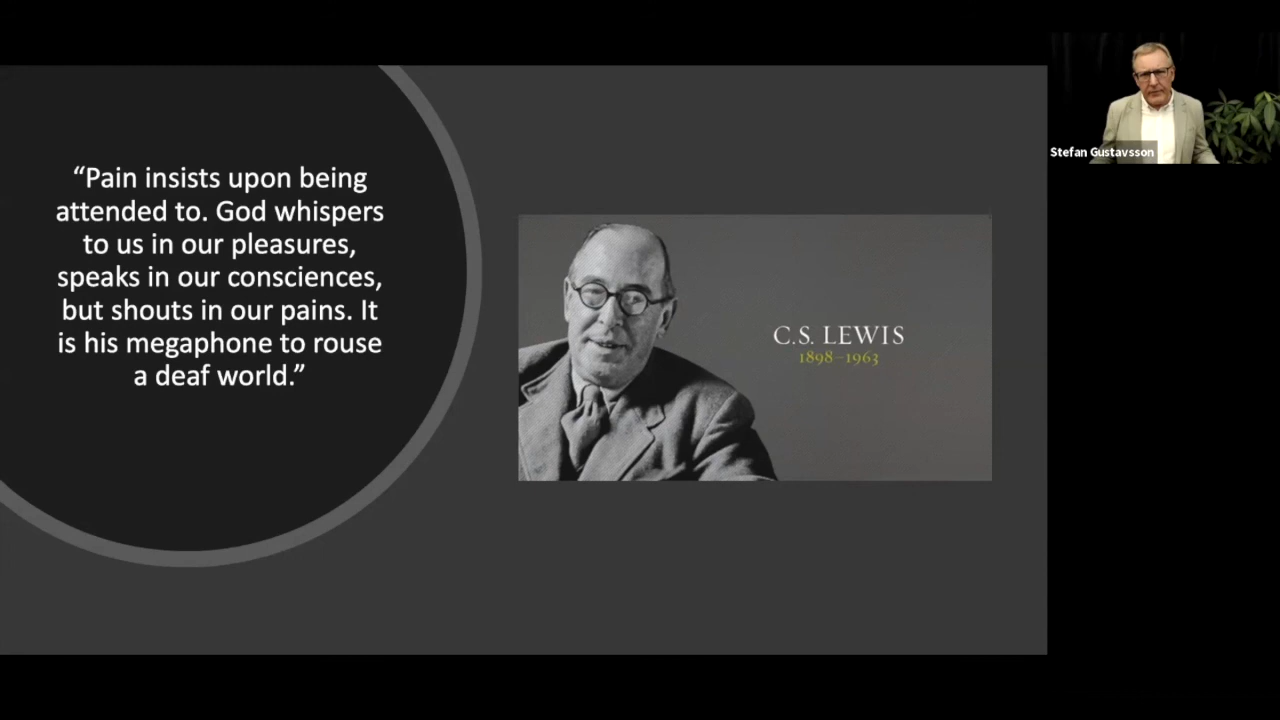 “Pain insists upon being
attended to. God whispers
to us in our pleasures,
speaks in our consciences,
but shouts in our pains. It
is his megaphone to rouse
a deaf world.”
C.S. LEWIS
1898–1963
Stefan Gustavsson